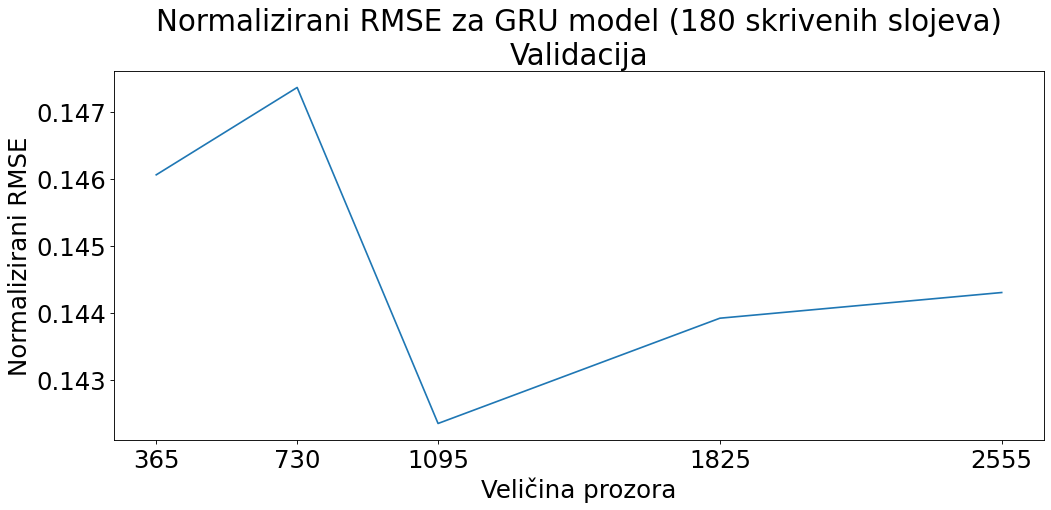 Normalizirani RMSE za GRU model (180 skrivenih slojeva)
Validacija
Normalizirani RMSE
0.147
0.146
0.145
0.144
0.143
365 730 1095 1825 2555
Veličina prozora